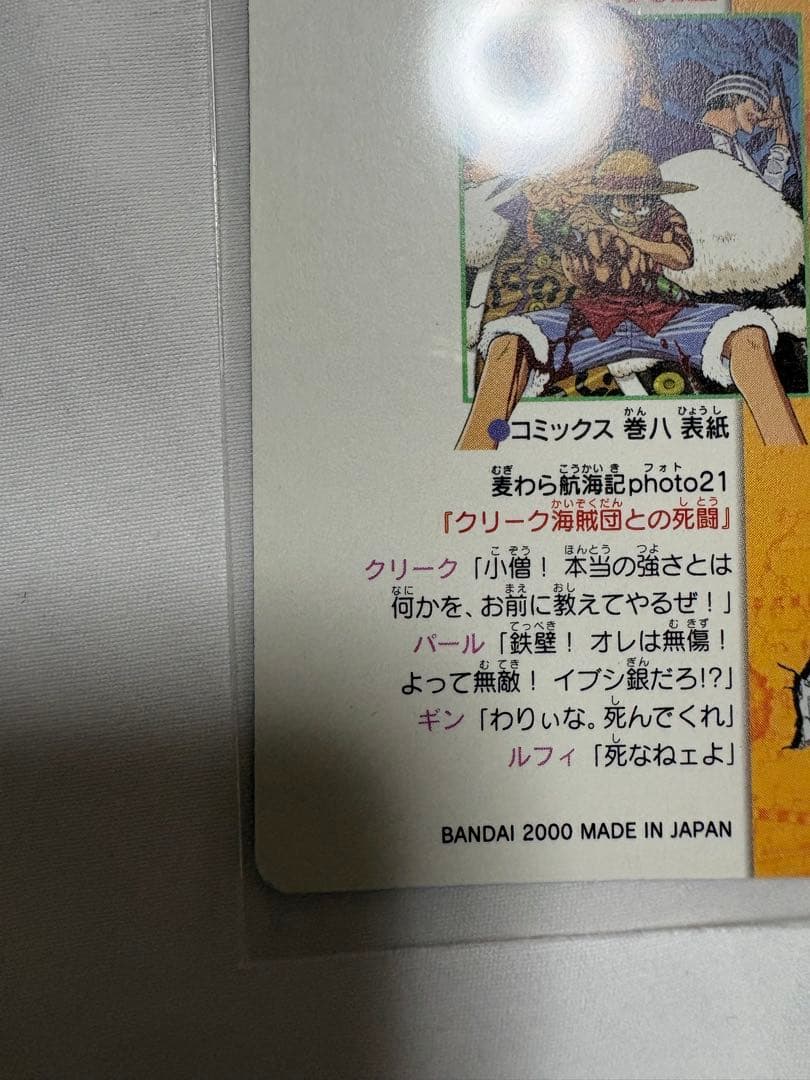 ●コミックス 巻八 表紙
麦わら航海記photo21
『クリーク海賊団との死闘』
クリーク「小僧！ 本当の強さとは
何かを、お前に教えてやるぜ！」
パール「鉄壁！ オレは無傷！
よって無敵！ イブシ銀だろ!?」
ギン「わりぃな。死んでくれ」
ルフィ「死なねェよ」
BANDAI 2000 MADE IN JAPAN